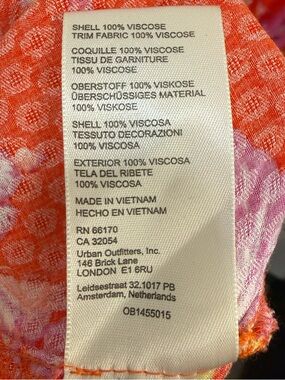 SHELL 100% VISCOSE
TRIM FABRIC 100% VISCOSE
COQUILLE 100% VISCOSE
TISSU DE GARNITURE
100% VISCOSE
OBERSTOFF 100% VISKOSE
ÜBERSCHÜSSIGES MATERIAL
100% VISKOSE
SHELL 100% VISCOSA
TESSUTO DECORAZIONI
100% VISCOSA
EXTERIOR 100% VISCOSA
TELA DEL RIBETE
100% VISCOSA
MADE IN VIETNAM
HECHO EN VIETNAM
RN 66170
CA 32054
Urban Outfitters, Inc.
146 Brick Lane
LONDON E1 6RU
Leidsestraat 32.1017 PB
Amsterdam, Netherlands
OB1455015